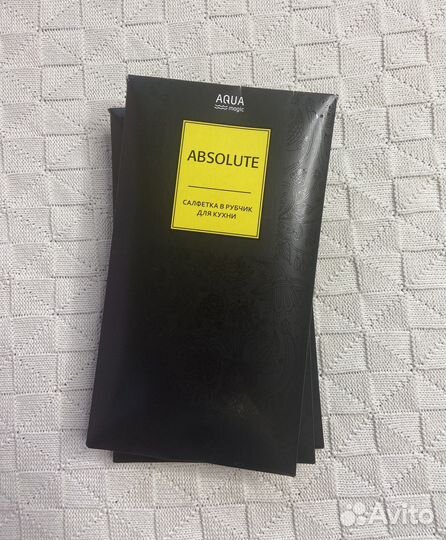 AQUA
magic
ABSOLUTE
САЛФЕТКА В РУБЧИК
ДЛЯ КУХНИ
Avito